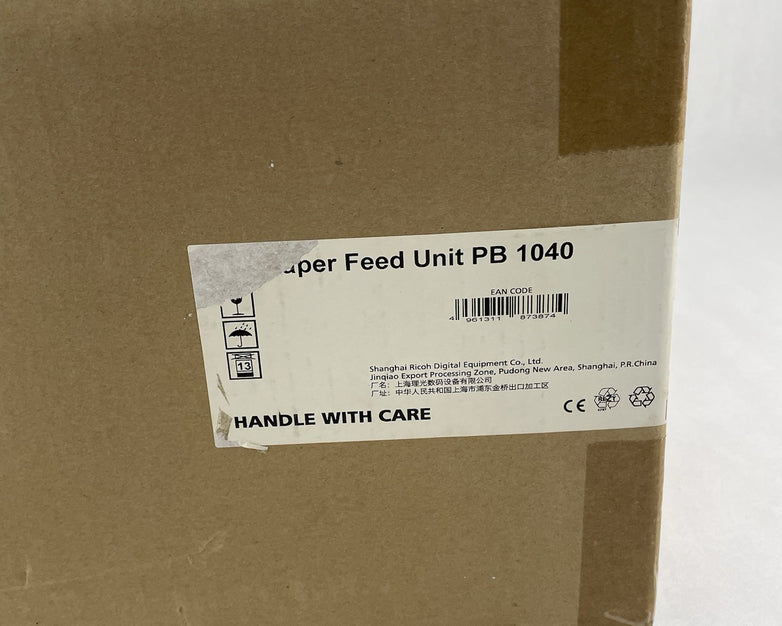 aper Feed Unit PB 1040
EAN CODE
4 961311 873874
13
Shanghai Ricoh Digital Equipment Co., Ltd.
Jinqiao Export Processing Zone, Pudong New Area, Shanghai, P.R.China
厂名：上海理光数码设备有限公司
厂址：中华人民共和国上海市浦东金桥出口加工区
HANDLE WITH CARE
CE